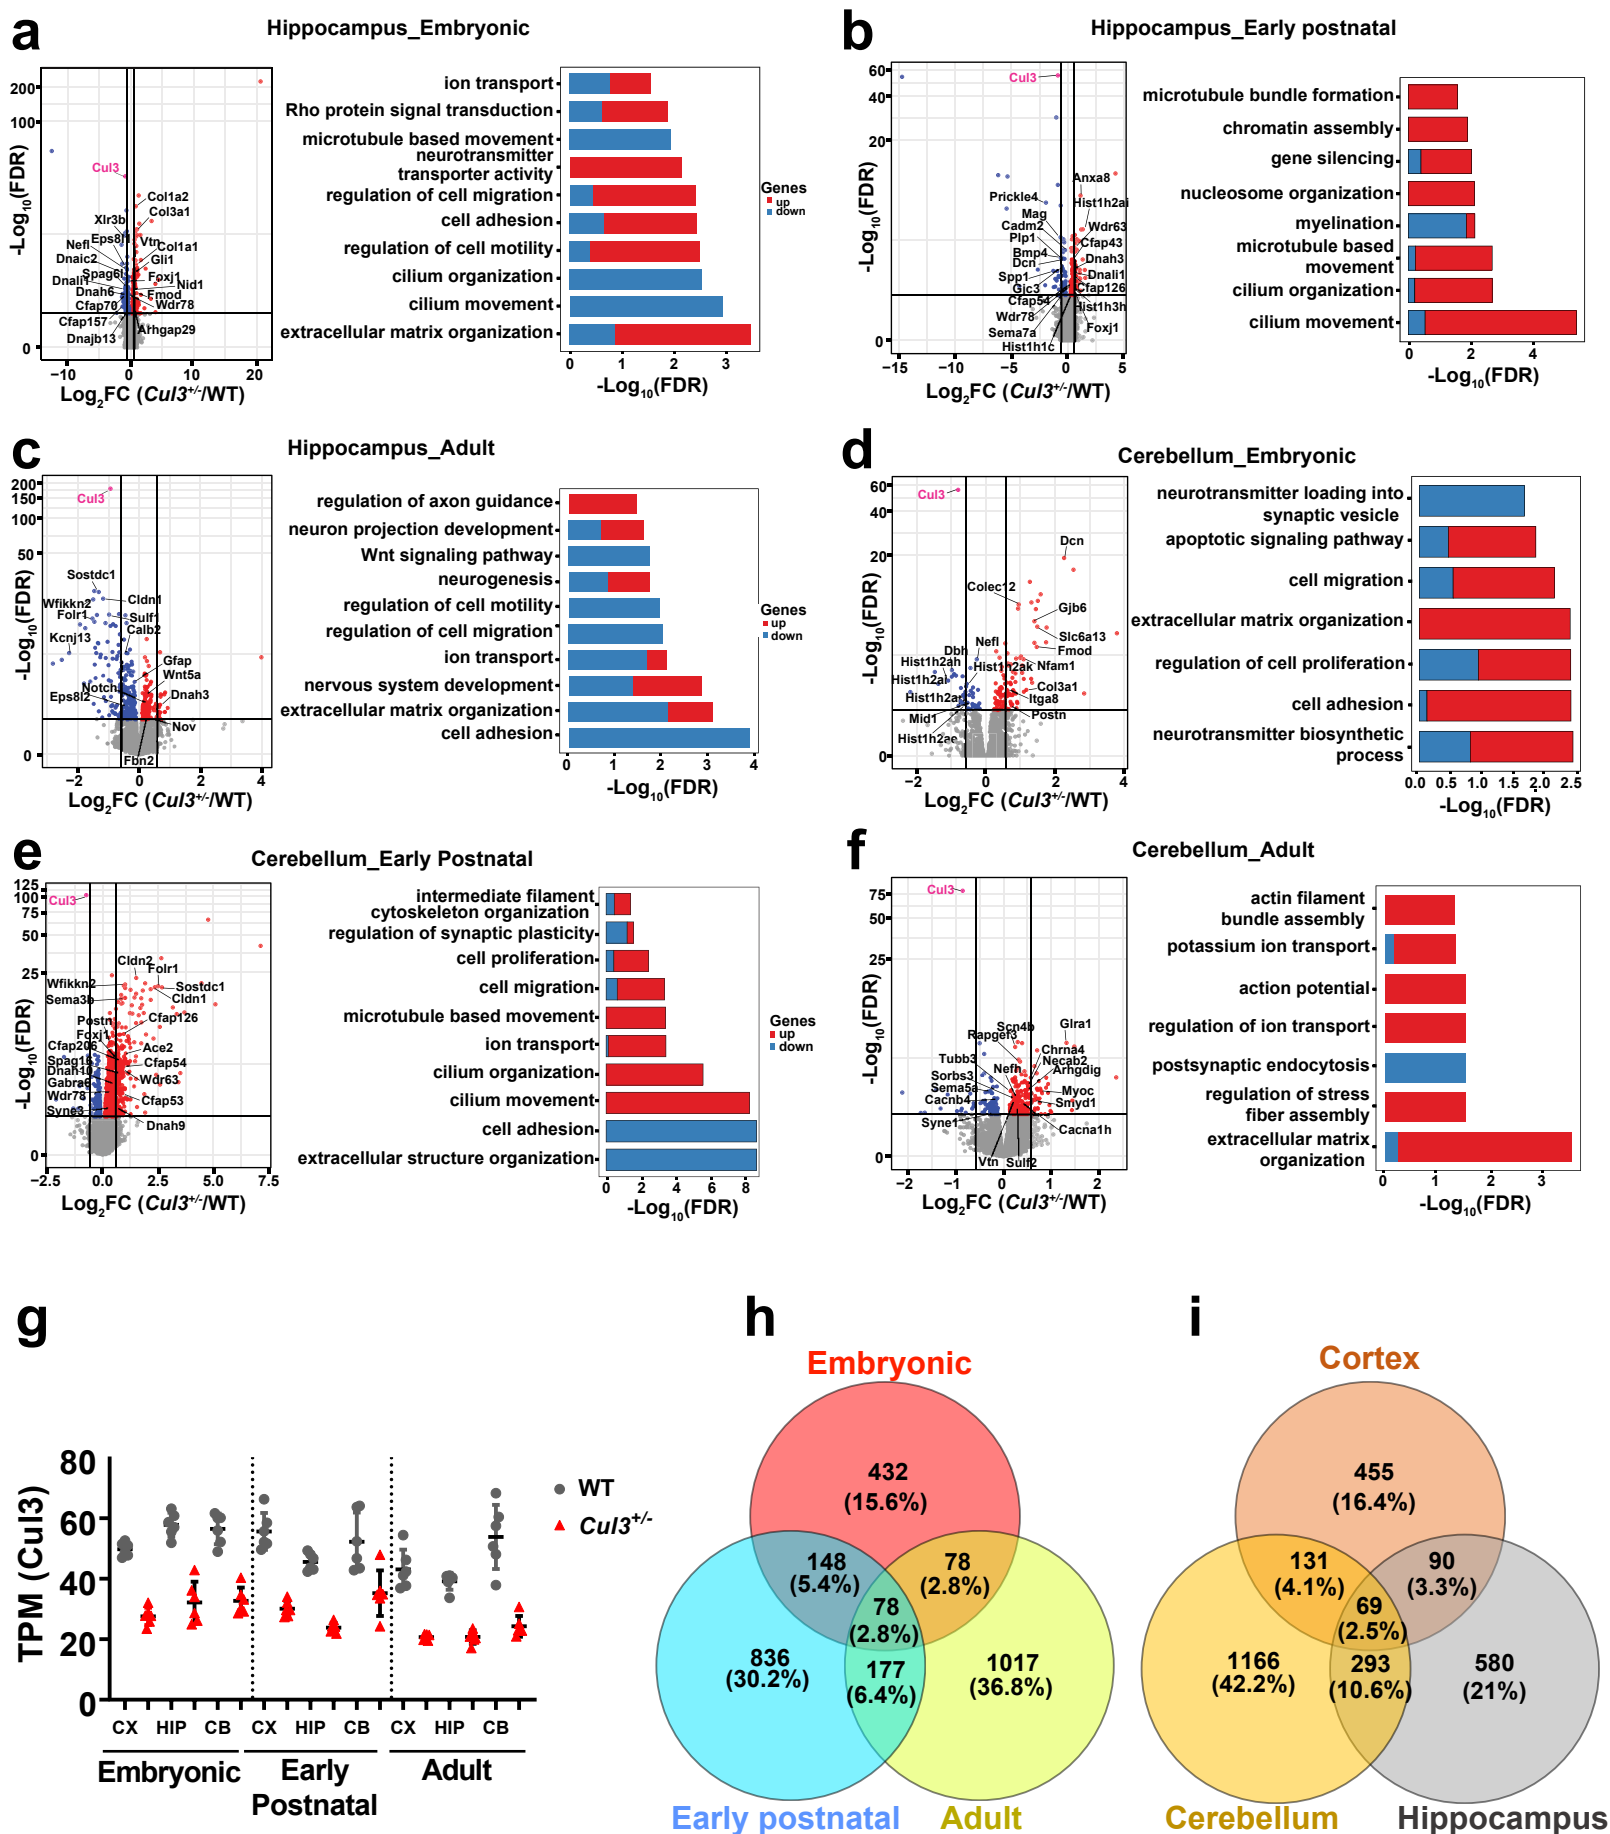 a
Hippocampus_Embryonic
200
100
0
-Log10(FDR)
Cul3
Col1a2
Col3a1
Xlr3b
Eps8l1
Vtn
Col1a1
Nefl
Dnaic2
Gli1
Spag6l
Foxj1
Dnali1
Nid1
Dnah6
Fmod
Cfap70
Wdr78
Cfap157
Arhgap29
Dnajb13
−10 0 10 20
Log2FC (Cul3+/-/WT)
ion transport
Rho protein signal transduction
microtubule based movement
neurotransmitter
transporter activity
regulation of cell migration
cell adhesion
regulation of cell motility
cilium organization
cilium movement
extracellular matrix organization
0 1 2 3
-Log10(FDR)
Genes
up
down
b
Hippocampus_Early postnatal
60
40
20
0
-Log10(FDR)
Cul3
Anxa8
Prickle4
Hist1h2ai
Mag
Cadm2
Wdr63
Plp1
Cfap43
Bmp4
Dcn
Dnah3
Spp1
Dnali1
Gjc3
Cfap126
Cfap54
Hist1h3h
Wdr78
Sema7a
Foxj1
Hist1h1c
−15 −10 −5 0 5
Log2FC (Cul3+/-/WT)
microtubule bundle formation
chromatin assembly
gene silencing
nucleosome organization
myelination
microtubule based
movement
cilium organization
cilium movement
0 2 4
-Log10(FDR)
c
Hippocampus_Adult
200
150
100
50
0
-Log10(FDR)
Cul3
Sostdc1
Wfikkn2
Cldn1
Folr1
Sulf1
Calb2
Kcnj13
Gfap
Wnt5a
Notch
Dnah3
Eps8l2
Nov
Fbn2
−2 0 2 4
Log2FC (Cul3+/-/WT)
regulation of axon guidance
neuron projection development
Wnt signaling pathway
neurogenesis
regulation of cell motility
regulation of cell migration
ion transport
nervous system development
extracellular matrix organization
cell adhesion
0 1 2 3 4
-Log10(FDR)
Genes
up
down
d
Cerebellum_Embryonic
60
40
20
0
-Log10(FDR)
Cul3
Dcn
Colec12
Gjb6
Slc6a13
Nefl
Dbh
Fmod
Hist1h2ah
Hist1h2ak
Nfam1
Hist1h2al
Col3a1
Hist1h2ap
Itga8
Mid1
Postn
Hist1h2ae
−2 0 2 4
Log2FC (Cul3+/-/WT)
neurotransmitter loading into
synaptic vesicle
apoptotic signaling pathway
cell migration
extracellular matrix organization
regulation of cell proliferation
cell adhesion
neurotransmitter biosynthetic
process
0.0 0.5 1.0 1.5 2.0 2.5
-Log10(FDR)
e
Cerebellum_Early Postnatal
125
100
75
50
25
0
-Log10(FDR)
Cul3
Cldn2
Folr1
Wfikkn2
Sostdc1
Sema3b
Cldn1
Postn
Cfap126
Foxj1
Cfap206
Ace2
Spag16
Cfap54
Dnah10
Wdr63
Gabra6
Wdr78
Cfap53
Syne3
Dnah9
−2.5 0.0 2.5 5.0 7.5
Log2FC (Cul3+/-/WT)
intermediate filament
cytoskeleton organization
regulation of synaptic plasticity
cell proliferation
cell migration
microtubule based movement
ion transport
cilium organization
cilium movement
cell adhesion
extracellular structure organization
0 2 4 6 8
-Log10(FDR)
Genes
up
down
f
Cerebellum_Adult
75
50
25
0
-Log10(FDR)
Cul3
Scn4b
Glra1
Rapgef3
Chrna4
Tubb3
Necab2
Nefh
Arhgdig
Sorbs3
Sema5a
Myoc
Cacnb4
Smyd1
Syne1
Cacna1h
Vtn
Sulf2
−2 −1 0 1 2
Log2FC (Cul3+/-/WT)
actin filament
bundle assembly
potassium ion transport
action potential
regulation of ion transport
postsynaptic endocytosis
regulation of stress
fiber assembly
extracellular matrix
organization
0 1 2 3
-Log10(FDR)
g
80
60
40
20
0
TPM (Cul3)
WT
Cul3+/-
CX HIP CB CX HIP CB CX HIP CB
Embryonic
Early
Postnatal
Adult
h
Embryonic
432
(15.6%)
148
(5.4%)
78
(2.8%)
78
(2.8%)
836
(30.2%)
177
(6.4%)
1017
(36.8%)
Early postnatal
Adult
i
Cortex
455
(16.4%)
131
(4.1%)
90
(3.3%)
69
(2.5%)
1166
(42.2%)
293
(10.6%)
580
(21%)
Cerebellum
Hippocampus